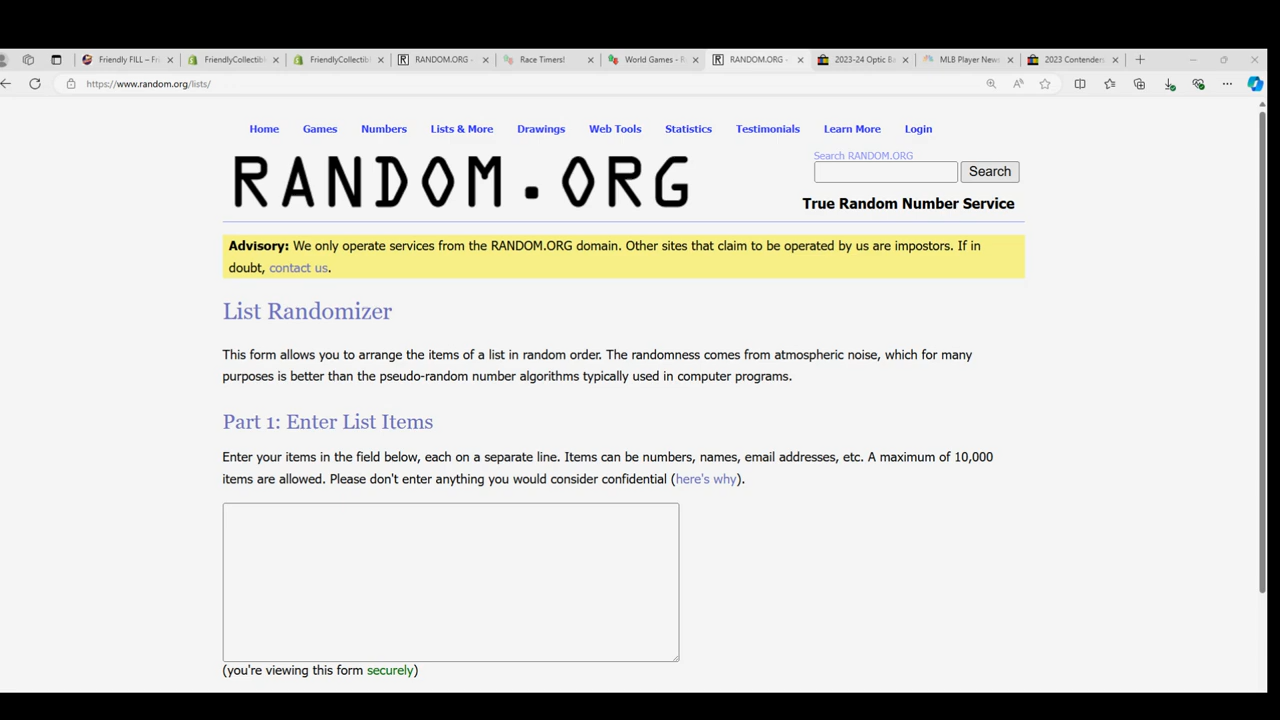 Friendly FILL – Fr
FriendlyCollectibl
FriendlyCollectibl
RANDOM.ORG -
Race Timers!
World Games - R
RANDOM.ORG -
2023-24 Optic Ba
MLB Player News
2023 Contenders
https://www.random.org/lists/
Home Games Numbers Lists & More Drawings Web Tools Statistics Testimonials Learn More Login
RANDOM.ORG
Search RANDOM.ORG
Search
True Random Number Service
Advisory: We only operate services from the RANDOM.ORG domain. Other sites that claim to be operated by us are impostors. If in
doubt, contact us.
List Randomizer
This form allows you to arrange the items of a list in random order. The randomness comes from atmospheric noise, which for many
purposes is better than the pseudo-random number algorithms typically used in computer programs.
Part 1: Enter List Items
Enter your items in the field below, each on a separate line. Items can be numbers, names, email addresses, etc. A maximum of 10,000
items are allowed. Please don't enter anything you would consider confidential (here's why).
(you're viewing this form securely)